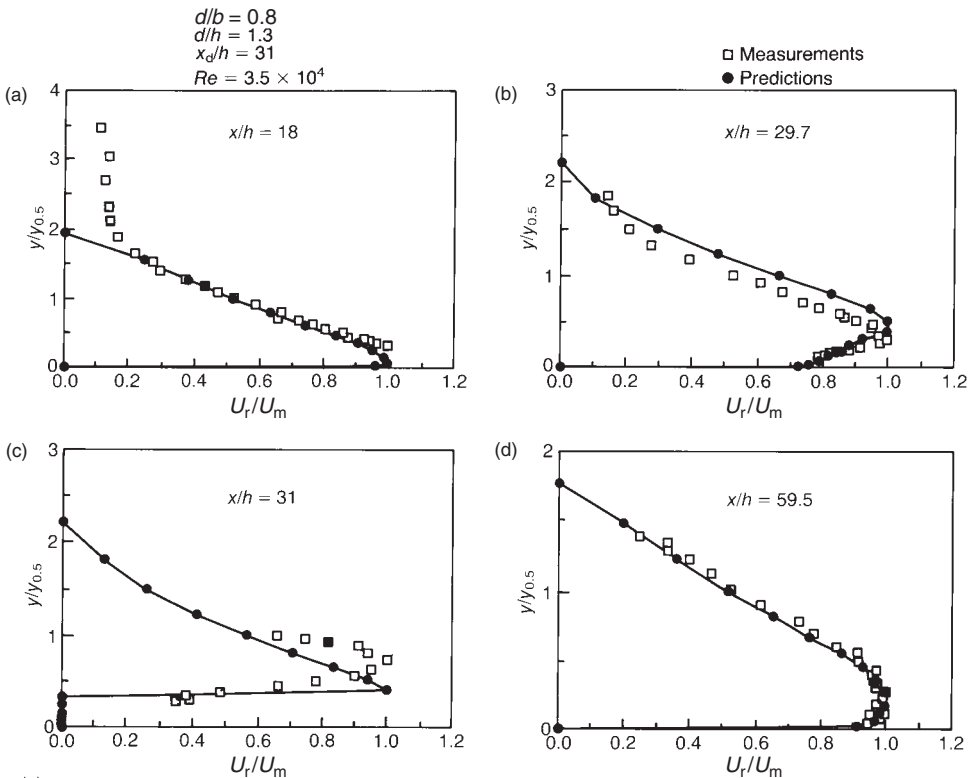 d/b = 0.8
d/h = 1.3
x_d/h = 31
Re = 3.5 × 10⁴
Measurements
Predictions
(a)
x/h = 18
4
3
2
1
0
y/y_0.5
0.0 0.2 0.4 0.6 0.8 1.0 1.2
U_r/U_m
(b)
x/h = 29.7
3
2
1
0
y/y_0.5
0.0 0.2 0.4 0.6 0.8 1.0 1.2
U_r/U_m
(c)
x/h = 31
3
2
1
0
y/y_0.5
0.0 0.2 0.4 0.6 0.8 1.0 1.2
U_r/U_m
(d)
x/h = 59.5
2
1
0
y/y_0.5
0.0 0.2 0.4 0.6 0.8 1.0 1.2
U_r/U_m